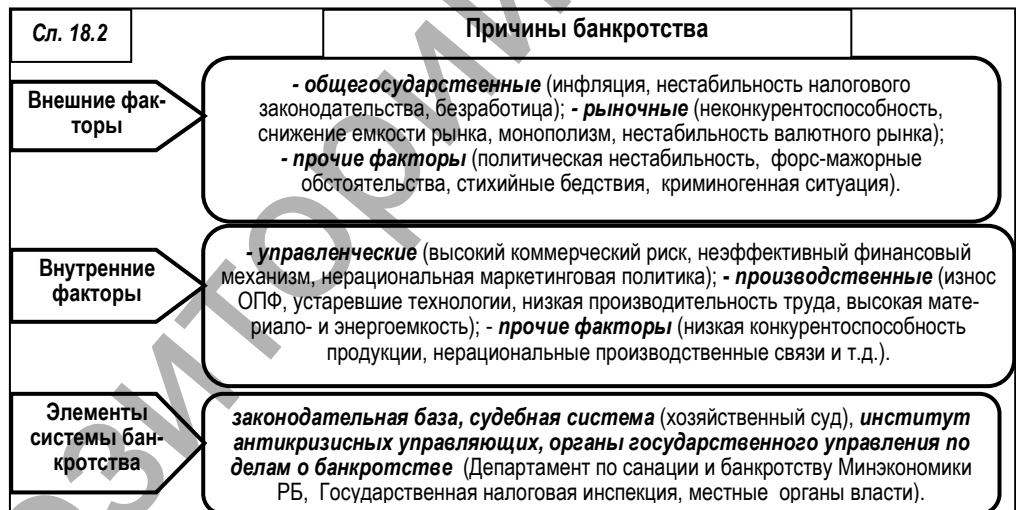 Сл. 18.2
Причины банкротства
Внешние фак-
торы
- общегосударственные (инфляция, нестабильность налогового
законодательства, безработица); - рыночные (неконкурентоспособность,
снижение емкости рынка, монополизм, нестабильность валютного рынка);
- прочие факторы (политическая нестабильность, форс-мажорные
обстоятельства, стихийные бедствия, криминогенная ситуация).
Внутренние
факторы
- управленческие (высокий коммерческий риск, неэффективный финансовый
механизм, нерациональная маркетинговая политика); - производственные (износ
ОПФ, устаревшие технологии, низкая производительность труда, высокая мате-
риало- и энергоемкость); - прочие факторы (низкая конкурентоспособность
продукции, нерациональные производственные связи и т.д.).
Элементы
системы бан-
кротства
законодательная база, судебная система (хозяйственный суд), институт
антикризисных управляющих, органы государственного управления по
делам о банкротстве (Департамент по санации и банкротству Минэкономики
РБ, Государственная налоговая инспекция, местные органы власти).